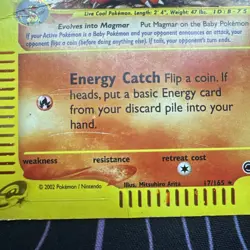 Live Coal Pokémon. Length: 2' 4", Weight: 47 lbs.
Evolves into Magmar Put Magmar on the Baby Pokémon
If your Active Pokémon is a Baby Pokémon and your opponent announces an attack, your
opponent flips a coin (before doing anything else). If tails, your opponent's turn ends.
Energy Catch Flip a coin. If
heads, put a basic Energy card
from your discard pile into your
hand.
weakness resistance retreat cost
© 2002 Pokémon / Nintendo Illus. Mitsuhiro Arita 17/165